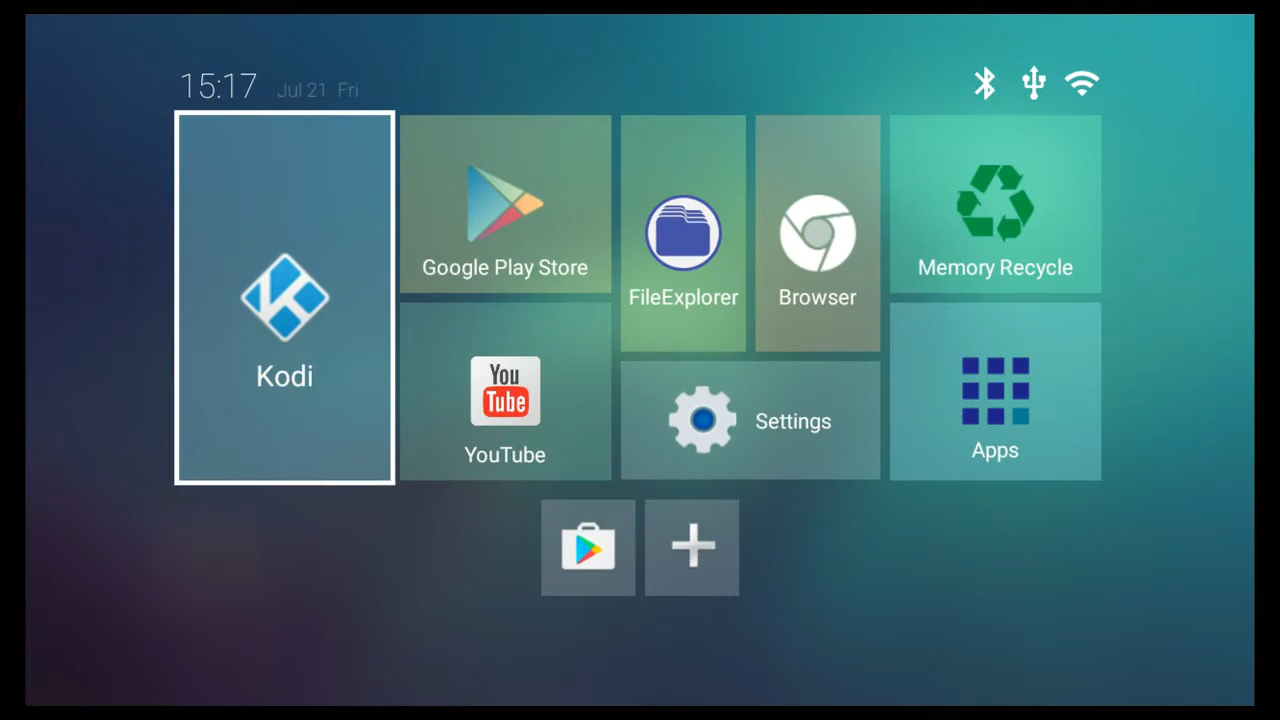 15:17 Jul 21 Fri
Google Play Store
Memory Recycle
FileExplorer
Browser
Kodi
You
Tube
YouTube
Settings
Apps